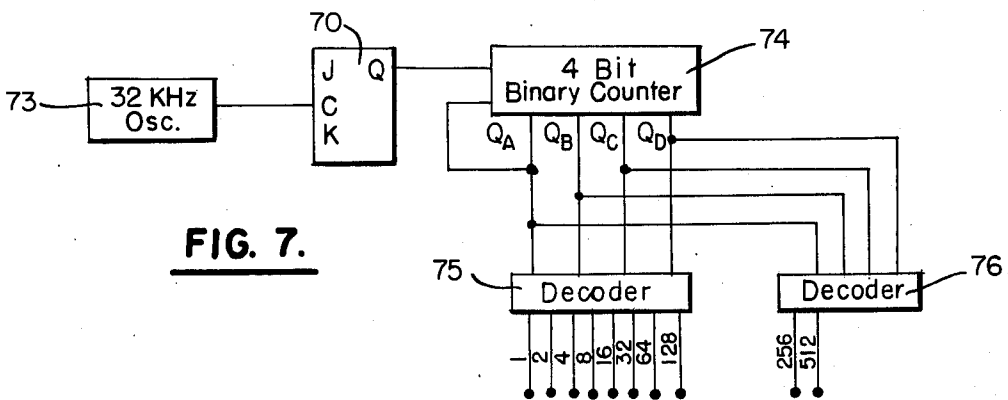 70
74
73
32 KHz
Osc.
J Q
C
K
4 Bit
Binary Counter
QA QB QC QD
FIG. 7.
75
Decoder
76
Decoder
1 2 4 8 16 32 64 128
256 512